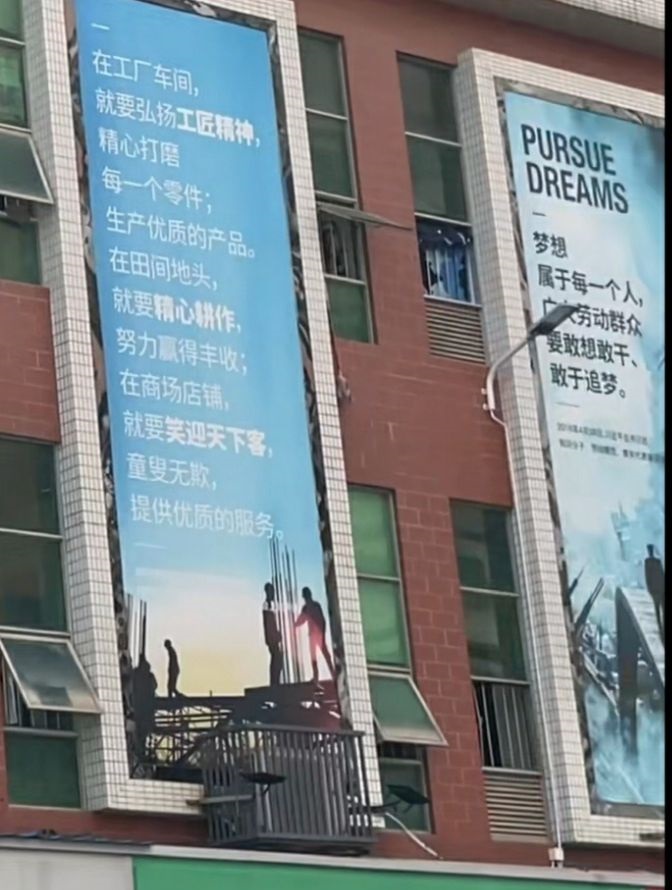 在工厂车间，
就要弘扬工匠精神，
精心打磨
每一个零件；
生产优质的产品。
在田间地头，
就要精心耕作，
努力赢得丰收；
在商场店铺，
就要笑迎天下客，
童叟无欺，
提供优质的服务。
PURSUE
DREAMS
梦想
属于每一个人，
广大劳动群众
要敢想敢干、
敢于追梦。